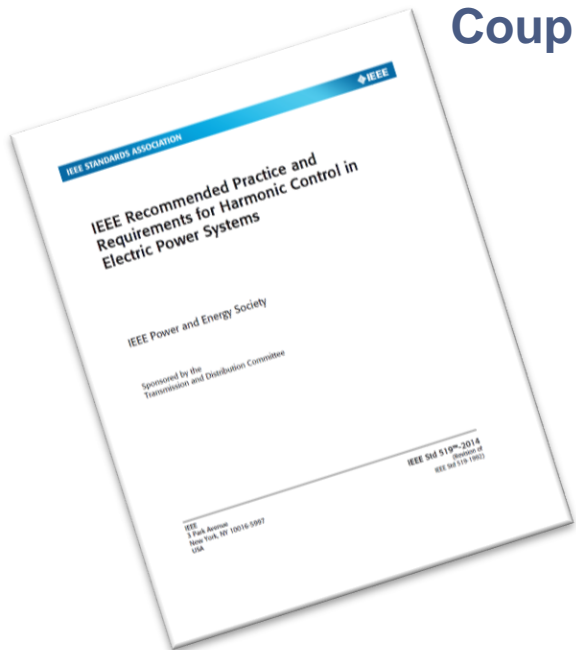 Coup
IEEE STANDARDS ASSOCIATION
IEEE
IEEE Recommended Practice and
Requirements for Harmonic Control in
Electric Power Systems
IEEE Power and Energy Society
Sponsored by the
Transmission and Distribution Committee
IEEE Std 519™-2014
(Revision of
IEEE Std 519-1992)
IEEE
3 Park Avenue
New York, NY 10016-5997
USA